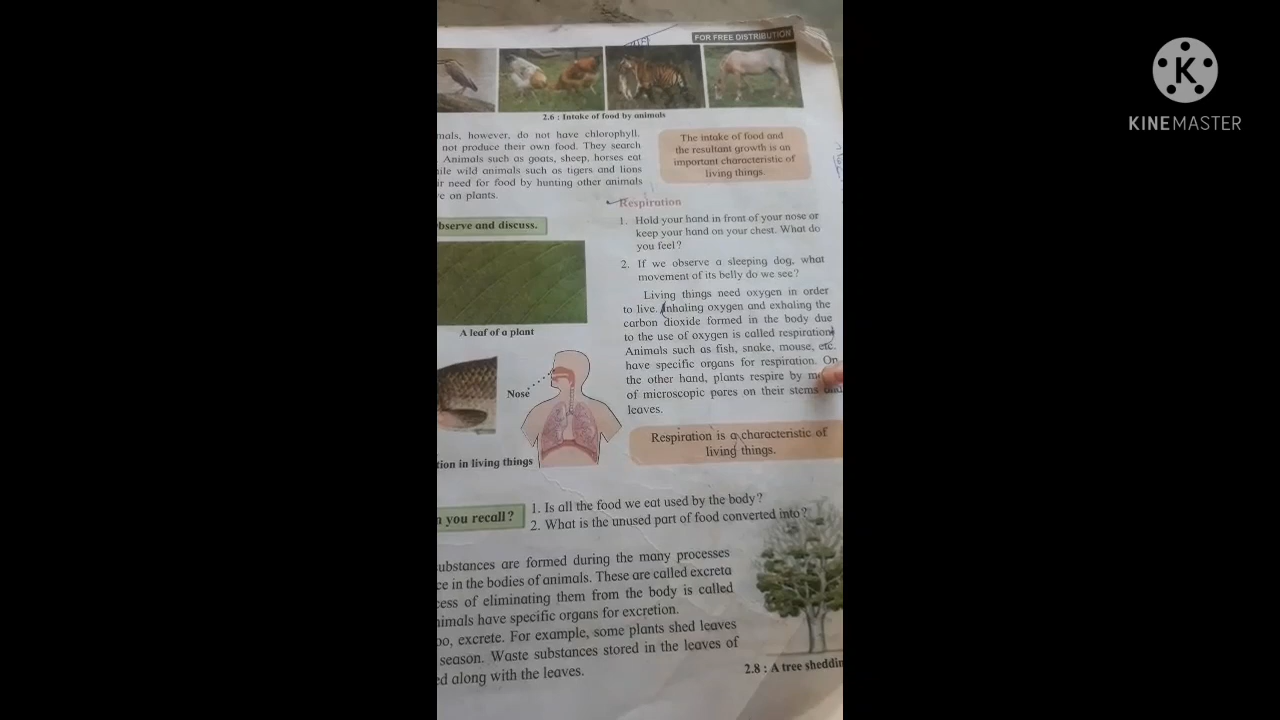 FOR FREE DISTRIBUTION
2.6 : Intake of food by animals
mals, however, do not have chlorophyll.
not produce their own food. They search
Animals such as goats, sheep, horses eat
ile wild animals such as tigers and lions
ir need for food by hunting other animals
e on plants.
The intake of food and
the resultant growth is an
important characteristic of
living things.
bserve and discuss.
A leaf of a plant
Nose
tion in living things
Respiration
1. Hold your hand in front of your nose or
keep your hand on your chest. What do
you feel?
2. If we observe a sleeping dog, what
movement of its belly do we see?
Living things need oxygen in order
to live. Inhaling oxygen and exhaling the
carbon dioxide formed in the body due
to the use of oxygen is called respiration.
Animals such as fish, snake, mouse, etc.
have specific organs for respiration. On
the other hand, plants respire by
of microscopic pores on their stems and
leaves.
Respiration is a characteristic of
living things.
n you recall?
1. Is all the food we eat used by the body?
2. What is the unused part of food converted into?
ubstances are formed during the many processes
ce in the bodies of animals. These are called excreta
cess of eliminating them from the body is called
nimals have specific organs for excretion.
oo, excrete. For example, some plants shed leaves
season. Waste substances stored in the leaves of
ed along with the leaves.
2.8 : A tree sheddin
K
KINEMASTER